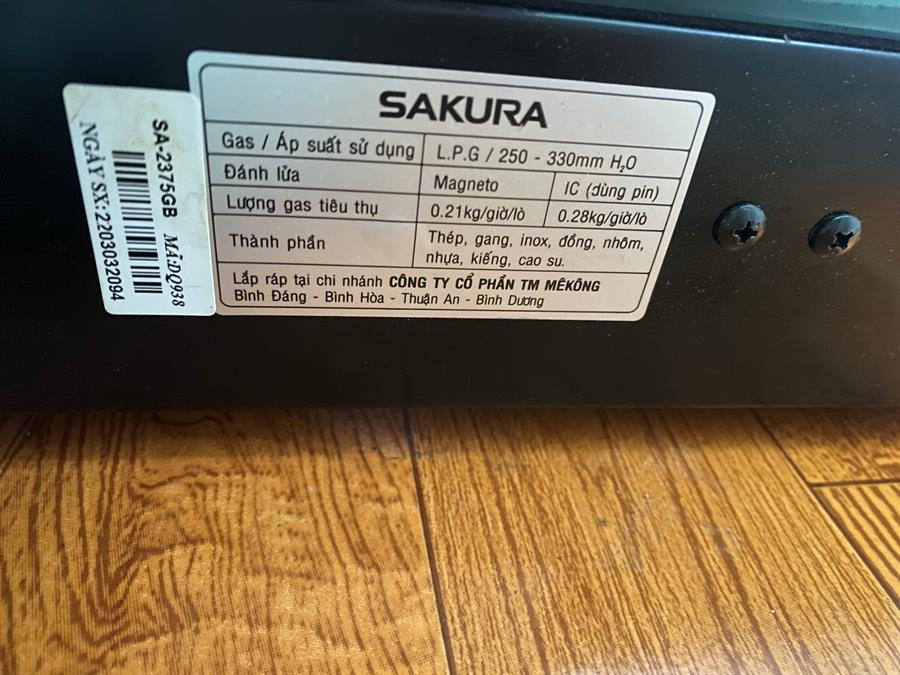 SA-2375GB MÃ:DQ938
NGÀY SX: 2203032094
SAKURA
Gas / Áp suất sử dụng L.P.G / 250 - 330mm H₂O
Đánh lửa Magneto IC (dùng pin)
Lượng gas tiêu thụ 0.21kg/giờ/lò 0.28kg/giờ/lò
Thành phần Thép, gang, inox, đồng, nhôm,
nhựa, kiếng, cao su.
Lắp ráp tại chi nhánh CÔNG TY CỔ PHẦN TM MÊKÔNG
Bình Đáng - Bình Hòa - Thuận An - Bình Dương